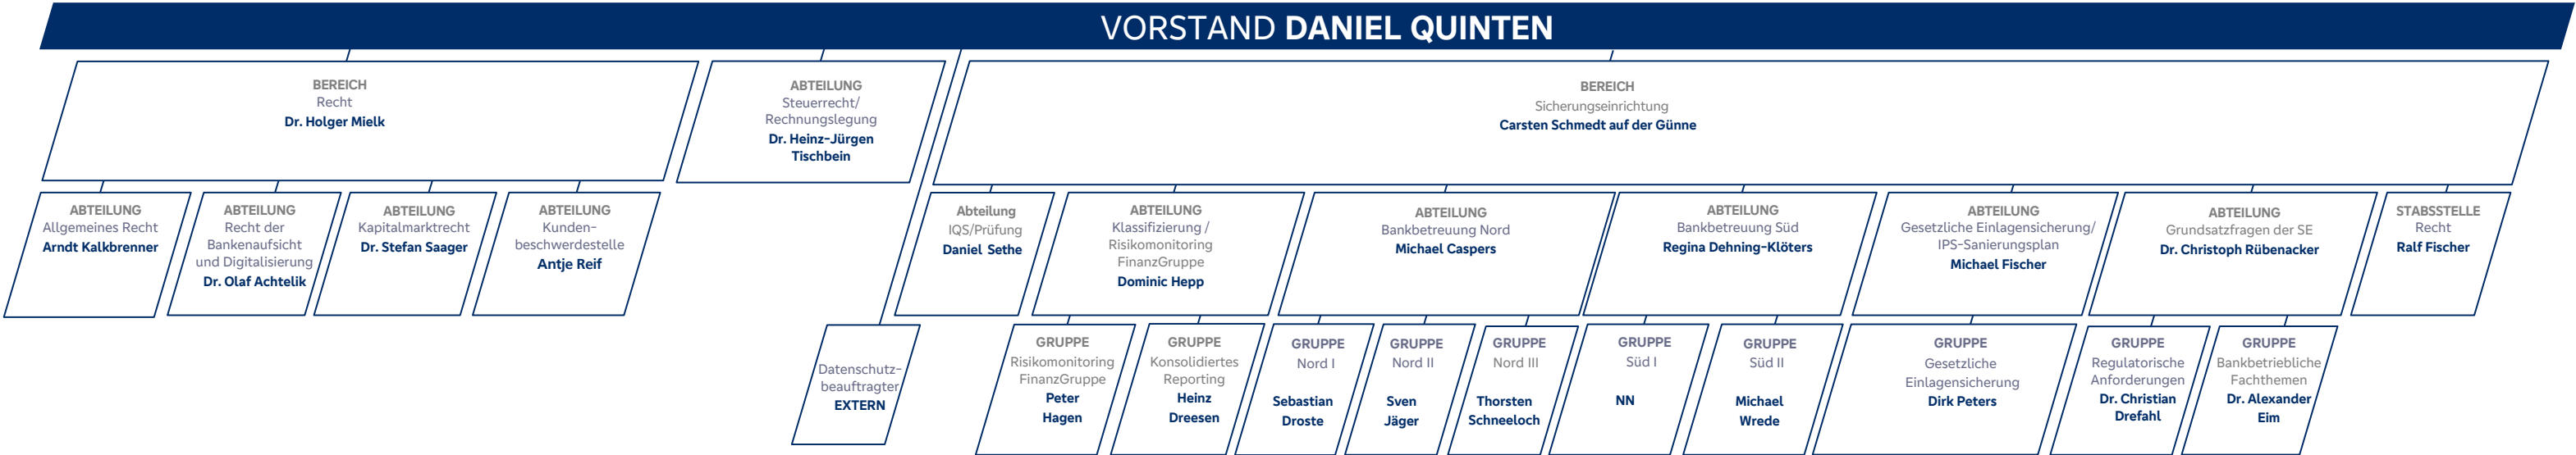 VORSTAND DANIEL QUINTEN
BEREICH
Recht
Dr. Holger Mielk
ABTEILUNG
Steuerrecht/
Rechnungslegung
Dr. Heinz-Jürgen
Tischbein
BEREICH
Sicherungseinrichtung
Carsten Schmedt auf der Günne
ABTEILUNG
Allgemeines Recht
Arndt Kalkbrenner
ABTEILUNG
Recht der
Bankenaufsicht
und Digitalisierung
Dr. Olaf Achtelik
ABTEILUNG
Kapitalmarktrecht
Dr. Stefan Saager
ABTEILUNG
Kunden-
beschwerdestelle
Antje Reif
Abteilung
IQS/Prüfung
Daniel Sethe
ABTEILUNG
Klassifizierung /
Risikomonitoring
FinanzGruppe
Dominic Hepp
ABTEILUNG
Bankbetreuung Nord
Michael Caspers
ABTEILUNG
Bankbetreuung Süd
Regina Dehning-Klöters
ABTEILUNG
Gesetzliche Einlagensicherung/
IPS-Sanierungsplan
Michael Fischer
ABTEILUNG
Grundsatzfragen der SE
Dr. Christoph Rübenacker
STABSSTELLE
Recht
Ralf Fischer
Datenschutz-
beauftragter
EXTERN
GRUPPE
Risikomonitoring
FinanzGruppe
Peter
Hagen
GRUPPE
Konsolidiertes
Reporting
Heinz
Dreesen
GRUPPE
Nord I
Sebastian
Droste
GRUPPE
Nord II
Sven
Jäger
GRUPPE
Nord III
Thorsten
Schneeloch
GRUPPE
Süd I
NN
GRUPPE
Süd II
Michael
Wrede
GRUPPE
Gesetzliche
Einlagensicherung
Dirk Peters
GRUPPE
Regulatorische
Anforderungen
Dr. Christian
Drefahl
GRUPPE
Bankbetriebliche
Fachthemen
Dr. Alexander
Eim